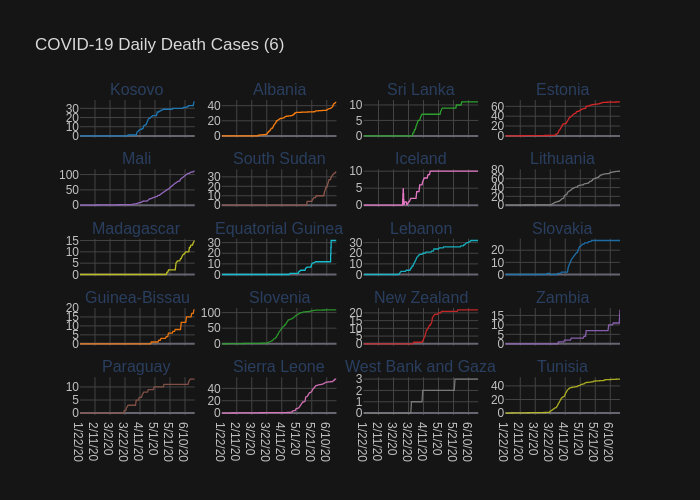 COVID-19 Daily Death Cases (6)
Kosovo Albania Sri Lanka Estonia
30 20 10 0 40 20 0 10 5 0 60 40 20 0
Mali South Sudan Iceland Lithuania
100 50 0 30 20 10 0 10 5 0 80 60 40 20 0
Madagascar Equatorial Guinea Lebanon Slovakia
15 10 5 0 30 20 10 0 30 20 10 0 20 10 0
Guinea-Bissau Slovenia New Zealand Zambia
20 15 10 5 0 100 50 0 20 15 10 5 0 15 10 5 0
Paraguay Sierra Leone West Bank and Gaza Tunisia
10 5 0 40 20 0 3 2 1 0 40 20 0
1/22/20 2/11/20 3/2/20 3/22/20 4/11/20 5/1/20 5/21/20 6/10/20 1/22/20 2/11/20 3/2/20 3/22/20 4/11/20 5/1/20 5/21/20 6/10/20 1/22/20 2/11/20 3/2/20 3/22/20 4/11/20 5/1/20 5/21/20 6/10/20 1/22/20 2/11/20 3/2/20 3/22/20 4/11/20 5/1/20 5/21/20 6/10/20